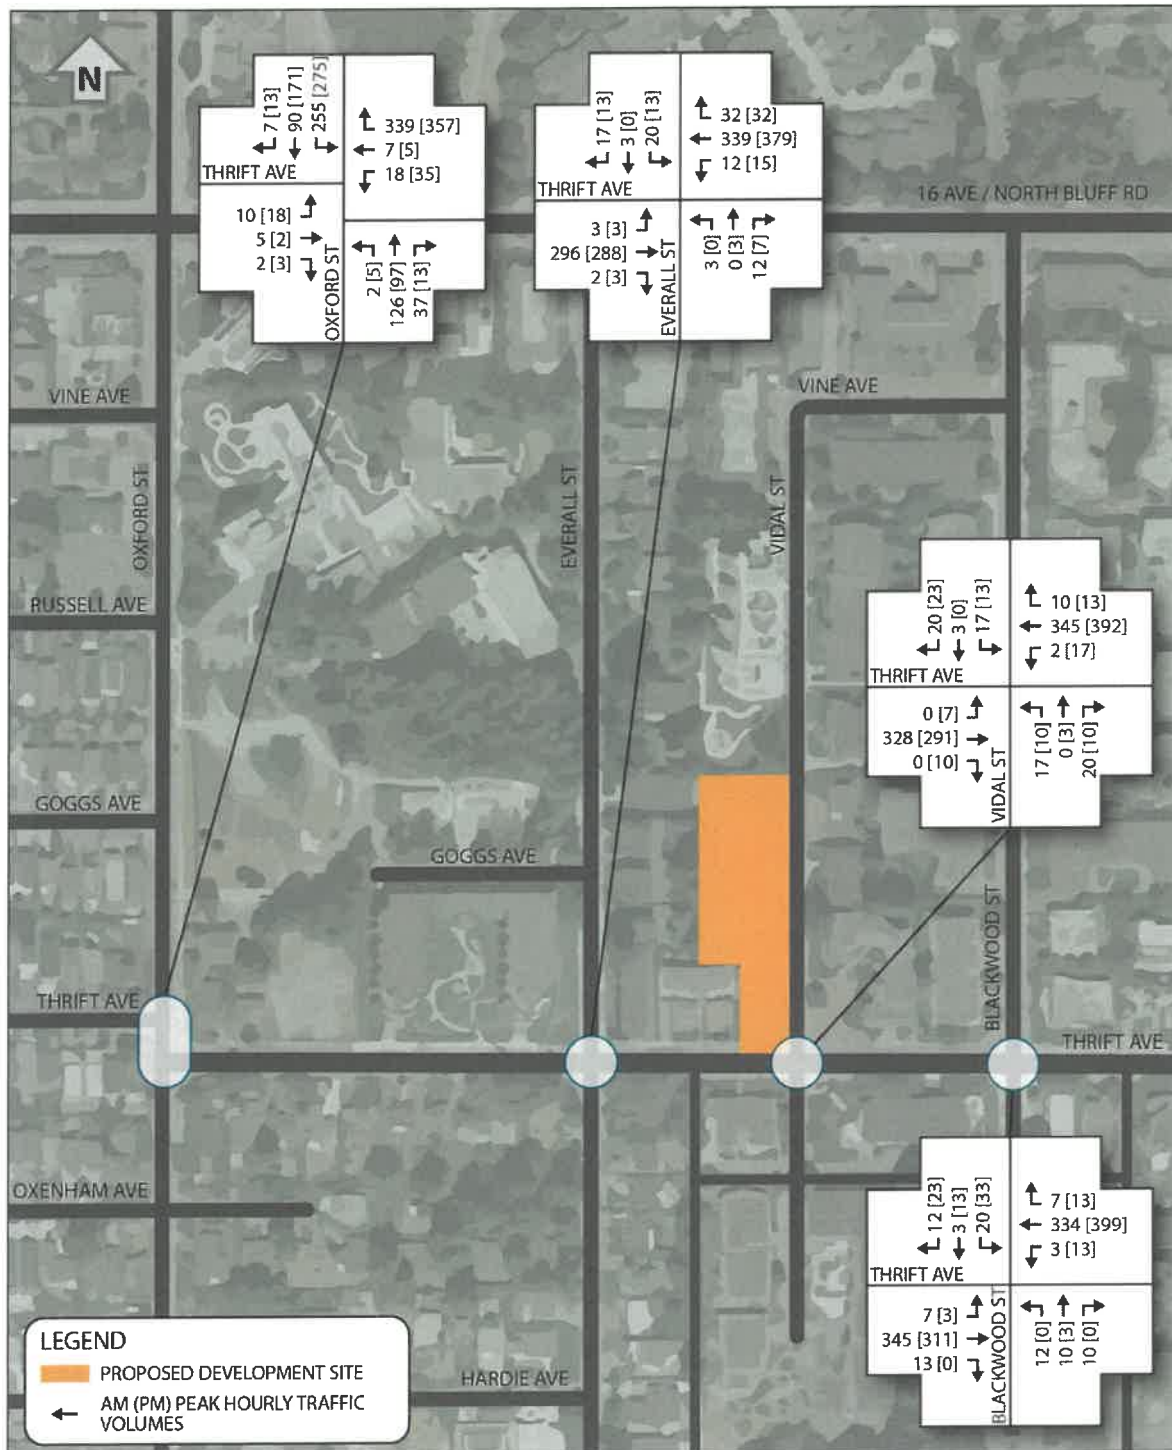 N
7 [13]
90 [171]
255 [275]
339 [357]
7 [5]
18 [35]
THRIFT AVE
10 [18]
5 [2]
2 [3]
OXFORD ST
2 [5]
126 [97]
37 [13]
17 [13]
3 [0]
20 [13]
32 [32]
339 [379]
12 [15]
THRIFT AVE
3 [3]
296 [288]
2 [3]
EVERALL ST
3 [0]
0 [3]
12 [7]
16 AVE / NORTH BLUFF RD
VINE AVE
VINE AVE
OXFORD ST
EVERALL ST
VIDAL ST
RUSSELL AVE
20 [23]
3 [0]
17 [13]
10 [13]
345 [392]
2 [17]
THRIFT AVE
0 [7]
328 [291]
0 [10]
VIDAL ST
17 [10]
0 [3]
20 [10]
GOGGS AVE
GOGGS AVE
BLACKWOOD ST
THRIFT AVE
THRIFT AVE
OXENHAM AVE
12 [23]
3 [13]
20 [33]
7 [13]
334 [399]
3 [13]
THRIFT AVE
7 [3]
345 [311]
13 [0]
BLACKWOOD ST
12 [0]
10 [3]
10 [0]
HARDIE AVE
LEGEND
PROPOSED DEVELOPMENT SITE
AM (PM) PEAK HOURLY TRAFFIC
VOLUMES